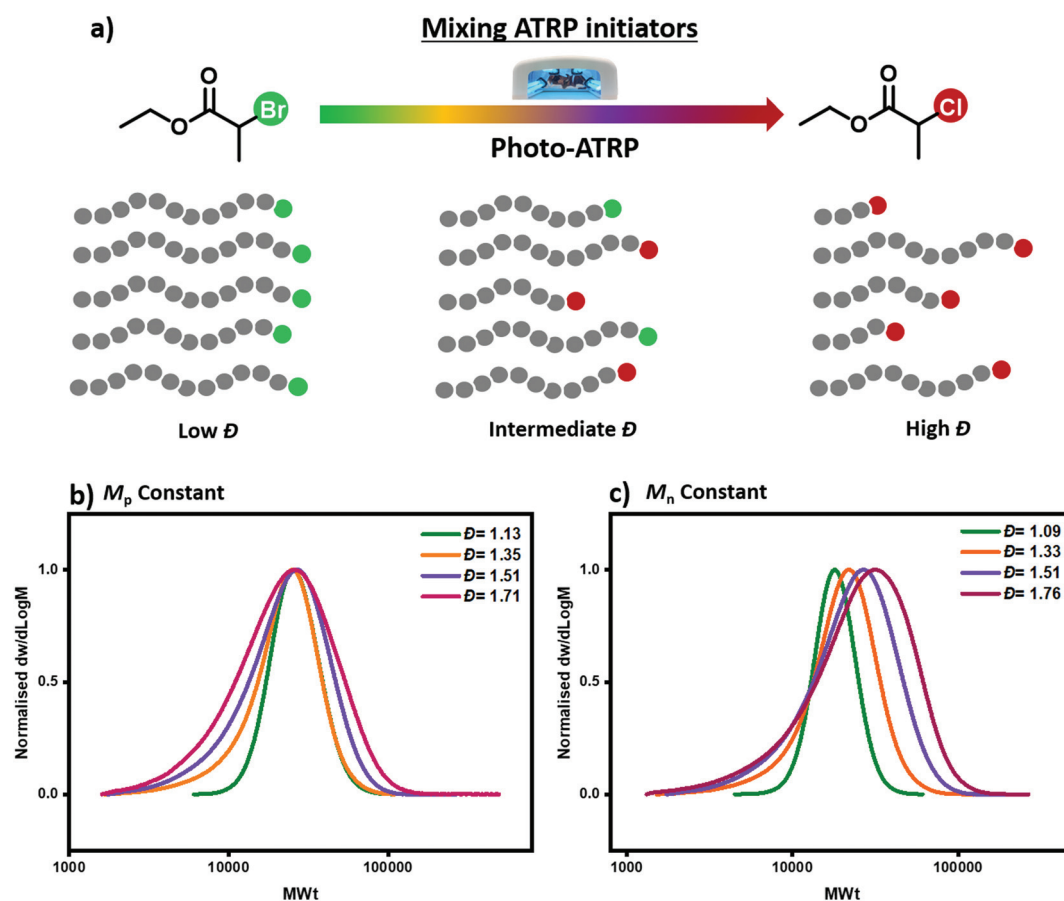 a)
Mixing ATRP initiators
O
O
Br
Photo-ATRP
O
O
Cl
Low Đ
Intermediate Đ
High Đ
b) Mp Constant
Đ= 1.13
Đ= 1.35
Đ= 1.51
Đ= 1.71
Normalised dw/dLogM
1.0
0.5
0.0
1000
10000
100000
MWt
c) Mn Constant
Đ= 1.09
Đ= 1.33
Đ= 1.51
Đ= 1.76
Normalised dw/dLogM
1.0
0.5
0.0
1000
10000
100000
MWt